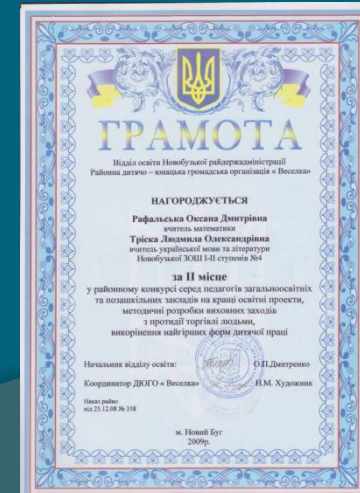 ГРАМОТА
Відділ освіти Новобузької райдержадміністрації
Районна дитячо – юнацька громадська організація « Веселка»
НАГОРОДЖУЄТЬСЯ
Рафальська Оксана Дмитрівна
вчитель математики
Тріска Людмила Олександрівна
вчитель української мови та літератури
Новобузької ЗОШ І-ІІ ступенів №4
за ІІ місце
у районному конкурсі серед педагогів загальноосвітніх
та позашкільних закладів на кращі освітні проекти,
методичні розробки виховних заходів
з протидії торгівлі людьми,
викорінення найгірших форм дитячої праці
Начальник відділу освіти: О.П.Дмитренко
Координатор ДЮГО « Веселка» Н.М. Художник
Наказ райво
від 25.12.08 № 358
м. Новий Буг
2009р.